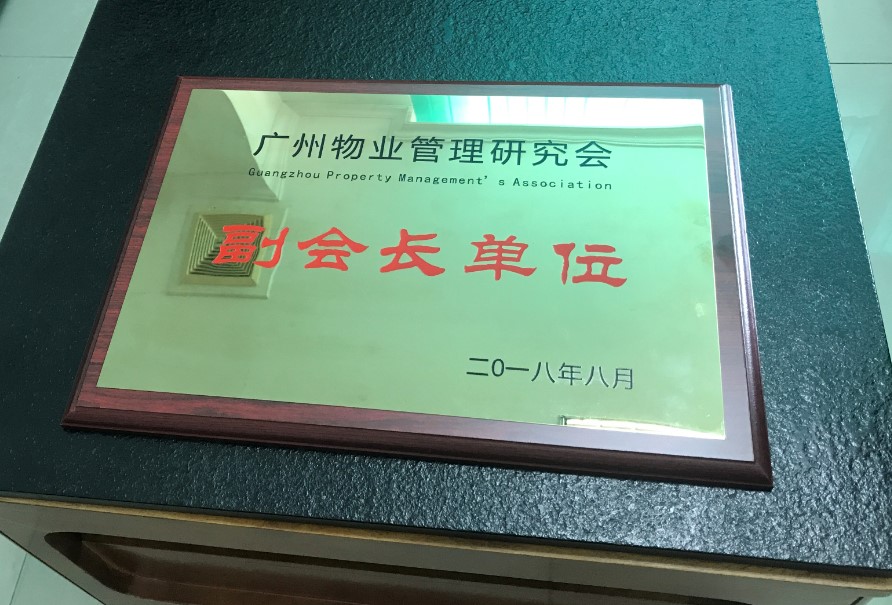 广州物业管理研究会
Guangzhou Property Management's Association
副会长单位
二0一八年八月